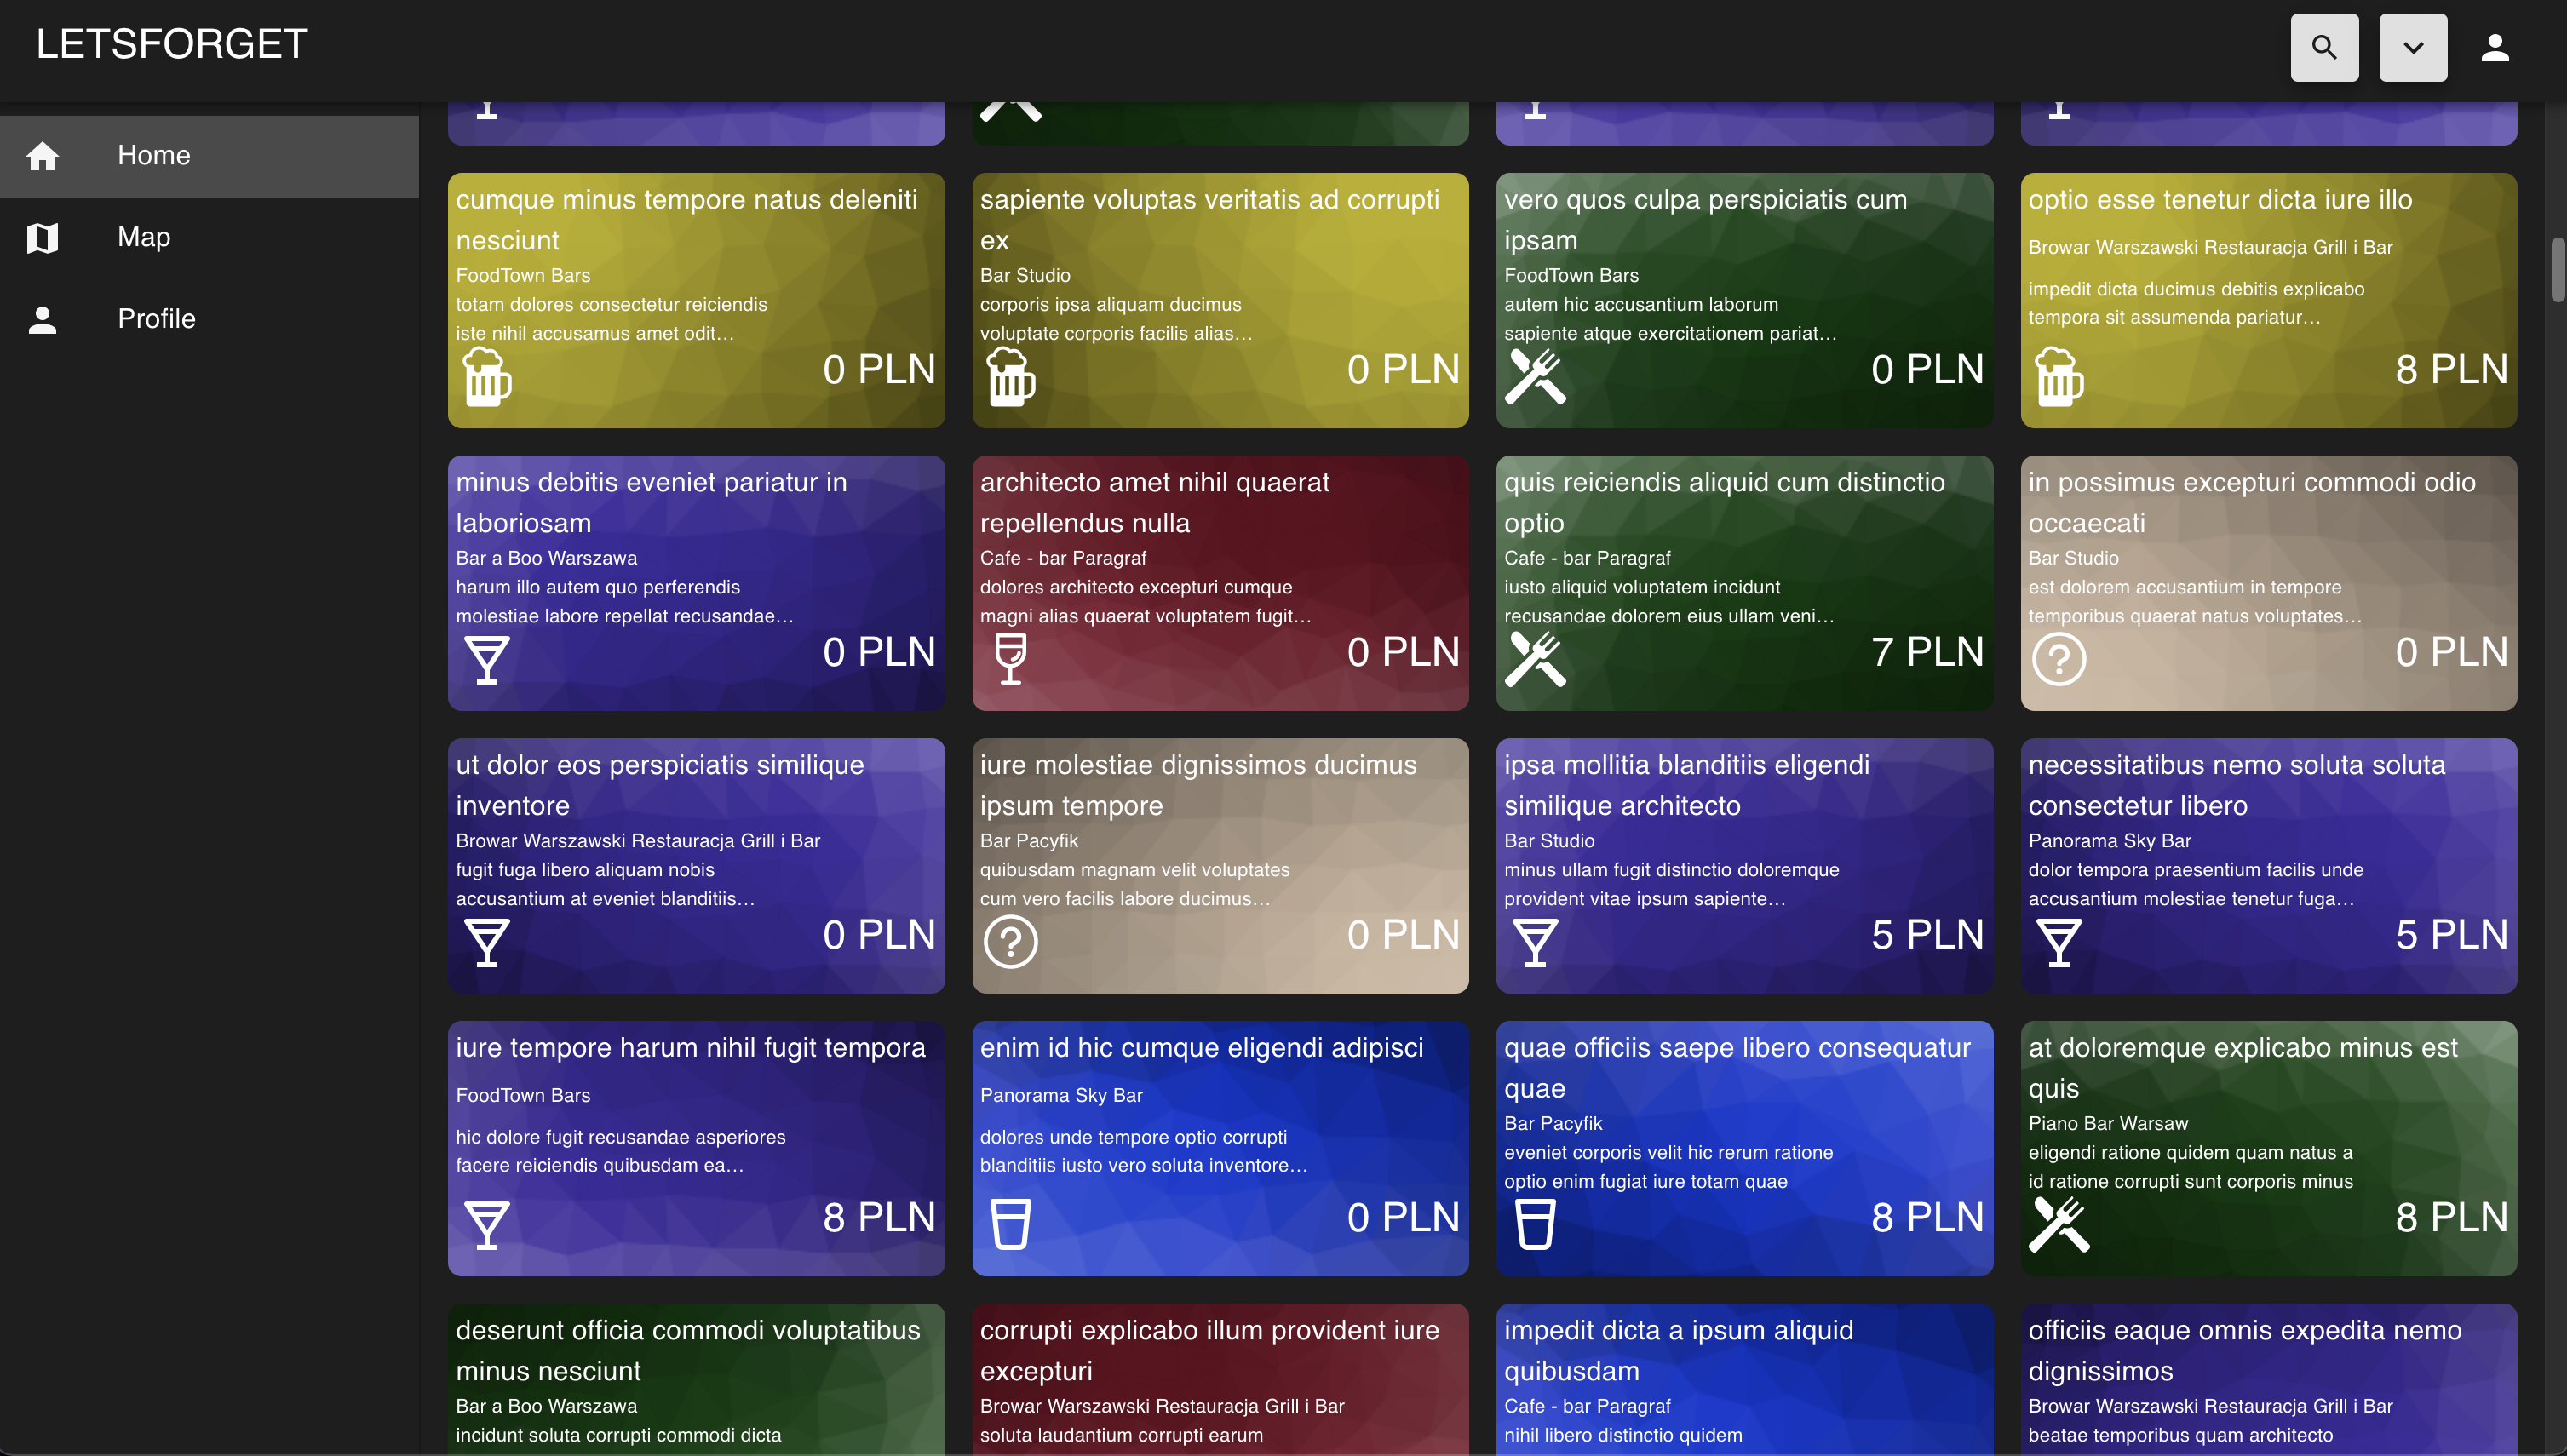 LETSFORGET
Home
Map
Profile
cumque minus tempore natus deleniti
nesciunt
FoodTown Bars
totam dolores consectetur reiciendis
iste nihil accusamus amet odit…
0 PLN
sapiente voluptas veritatis ad corrupti
ex
Bar Studio
corporis ipsa aliquam ducimus
voluptate corporis facilis alias…
0 PLN
vero quos culpa perspiciatis cum
ipsam
FoodTown Bars
autem hic accusantium laborum
sapiente atque exercitationem pariat…
0 PLN
optio esse tenetur dicta iure illo
Browar Warszawski Restauracja Grill i Bar
impedit dicta ducimus debitis explicabo
tempora sit assumenda pariatur…
8 PLN
minus debitis eveniet pariatur in
laboriosam
Bar a Boo Warszawa
harum illo autem quo perferendis
molestiae labore repellat recusandae…
0 PLN
architecto amet nihil quaerat
repellendus nulla
Cafe - bar Paragraf
dolores architecto excepturi cumque
magni alias quaerat voluptatem fugit…
0 PLN
quis reiciendis aliquid cum distinctio
optio
Cafe - bar Paragraf
iusto aliquid voluptatem incidunt
recusandae dolorem eius ullam veni…
7 PLN
in possimus excepturi commodi odio
occaecati
Bar Studio
est dolorem accusantium in tempore
temporibus quaerat natus voluptates…
0 PLN
ut dolor eos perspiciatis similique
inventore
Browar Warszawski Restauracja Grill i Bar
fugit fuga libero aliquam nobis
accusantium at eveniet blanditiis…
0 PLN
iure molestiae dignissimos ducimus
ipsum tempore
Bar Pacyfik
quibusdam magnam velit voluptates
cum vero facilis labore ducimus…
0 PLN
ipsa mollitia blanditiis eligendi
similique architecto
Bar Studio
minus ullam fugit distinctio doloremque
provident vitae ipsum sapiente…
5 PLN
necessitatibus nemo soluta soluta
consectetur libero
Panorama Sky Bar
dolor tempora praesentium facilis unde
accusantium molestiae tenetur fuga…
5 PLN
iure tempore harum nihil fugit tempora
FoodTown Bars
hic dolore fugit recusandae asperiores
facere reiciendis quibusdam ea…
8 PLN
enim id hic cumque eligendi adipisci
Panorama Sky Bar
dolores unde tempore optio corrupti
blanditiis iusto vero soluta inventore…
0 PLN
quae officiis saepe libero consequatur
quae
Bar Pacyfik
eveniet corporis velit hic rerum ratione
optio enim fugiat iure totam quae
8 PLN
at doloremque explicabo minus est
quis
Piano Bar Warsaw
eligendi ratione quidem quam natus a
id ratione corrupti sunt corporis minus
8 PLN
deserunt officia commodi voluptatibus
minus nesciunt
Bar a Boo Warszawa
incidunt soluta corrupti commodi dicta
corrupti explicabo illum provident iure
excepturi
Browar Warszawski Restauracja Grill i Bar
soluta laudantium corrupti earum
impedit dicta a ipsum aliquid
quibusdam
Cafe - bar Paragraf
nihil libero distinctio quidem
officiis eaque omnis expedita nemo
dignissimos
Browar Warszawski Restauracja Grill i Bar
beatae temporibus quam architecto